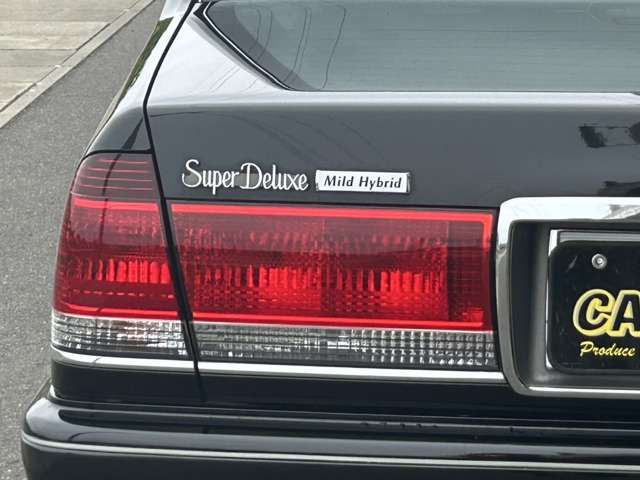 Super Deluxe Mild Hybrid
CA
Produce